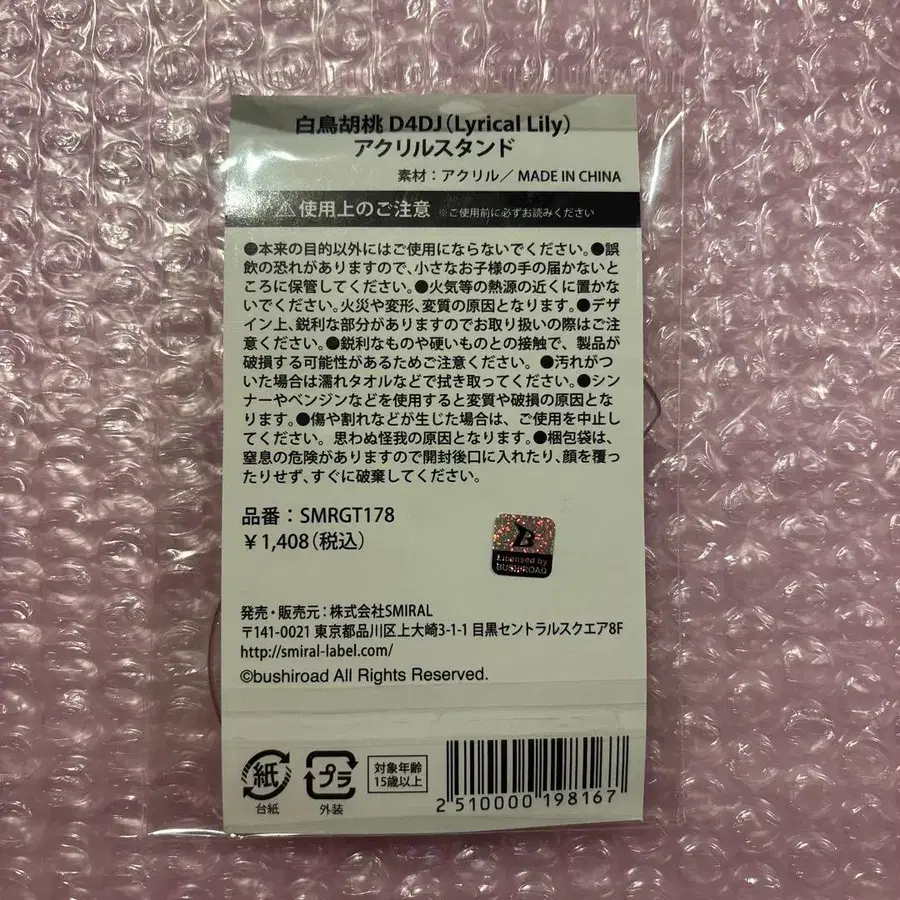 白鳥胡桃 D4DJ（Lyrical Lily）
アクリルスタンド
素材：アクリル／ MADE IN CHINA
⚠使用上のご注意 ※ご使用前に必ずお読みください
●本来の目的以外にはご使用にならないでください。●誤
飲の恐れがありますので、小さなお子様の手の届かないと
ころに保管してください。●火気等の熱源の近くに置かな
いでください。火災や変形、変質の原因となります。●デザ
イン上、鋭利な部分がありますのでお取り扱いの際はご注
意ください。●鋭利なものや硬いものとの接触で、製品が
破損する可能性があるためご注意ください。 ●汚れがつ
いた場合は濡れタオルなどで拭き取ってください。●シン
ナーやベンジンなどを使用すると変質や破損の原因とな
ります。●傷や割れなどが生じた場合は、ご使用を中止し
てください。思わぬ怪我の原因となります。●梱包袋は、
窒息の危険がありますので開封後口に入れたり、顔を覆っ
たりせず、すぐに破棄してください。
品番：SMRGT178
￥1,408（税込）
B
Licensed by
BUSHIROAD
発売・販売元：株式会社SMIRAL
〒141-0021 東京都品川区上大崎3-1-1 目黒セントラルスクエア8F
http://smiral-label.com/
©bushiroad All Rights Reserved.
紙
台紙
プラ
外装
対象年齢
15歳以上
2 510000 198167